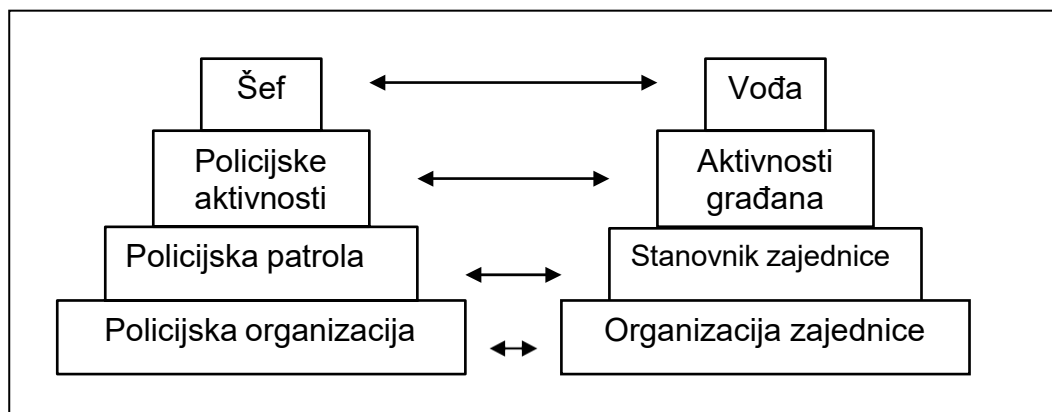 Šef
Vođa
Policijske
aktivnosti
Aktivnosti
građana
Policijska patrola
Stanovnik zajednice
Policijska organizacija
Organizacija zajednice